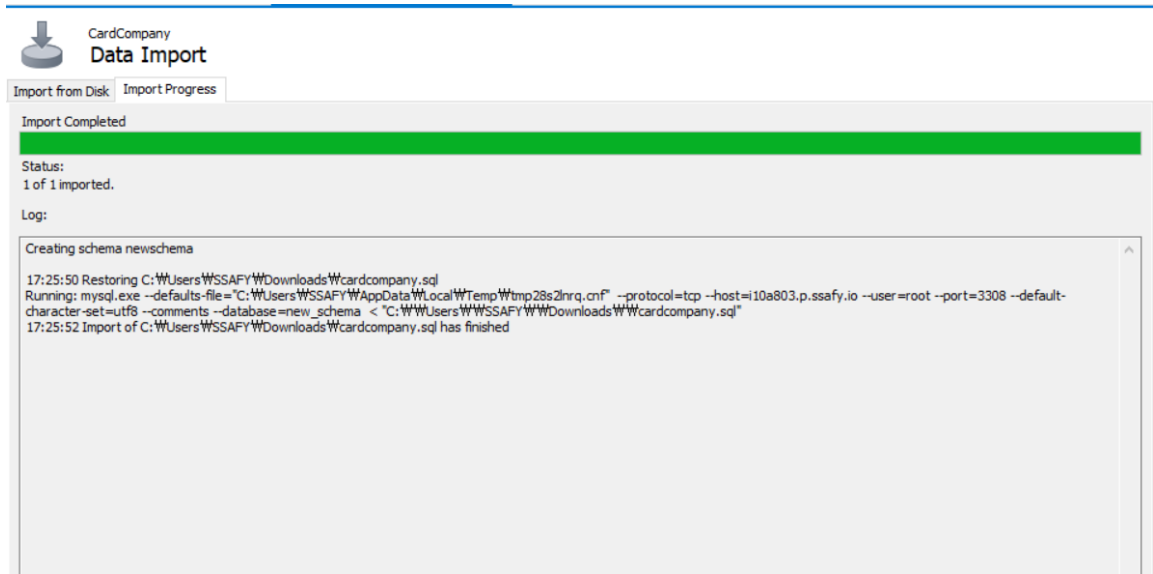 CardCompany
Data Import
Import from Disk
Import Progress
Import Completed
Status:
1 of 1 imported.
Log:
Creating schema newschema
17:25:50 Restoring C:₩Users₩SSAFY₩Downloads₩cardcompany.sql
Running: mysql.exe --defaults-file="C:₩Users₩SSAFY₩AppData₩Local₩Temp₩tmp28s2lnrq.cnf" --protocol=tcp --host=i10a803.p.ssafy.io --user=root --port=3308 --default-
character-set=utf8 --comments --database=new_schema < "C:₩₩Users₩₩SSAFY₩₩Downloads₩₩cardcompany.sql"
17:25:52 Import of C:₩Users₩SSAFY₩Downloads₩cardcompany.sql has finished